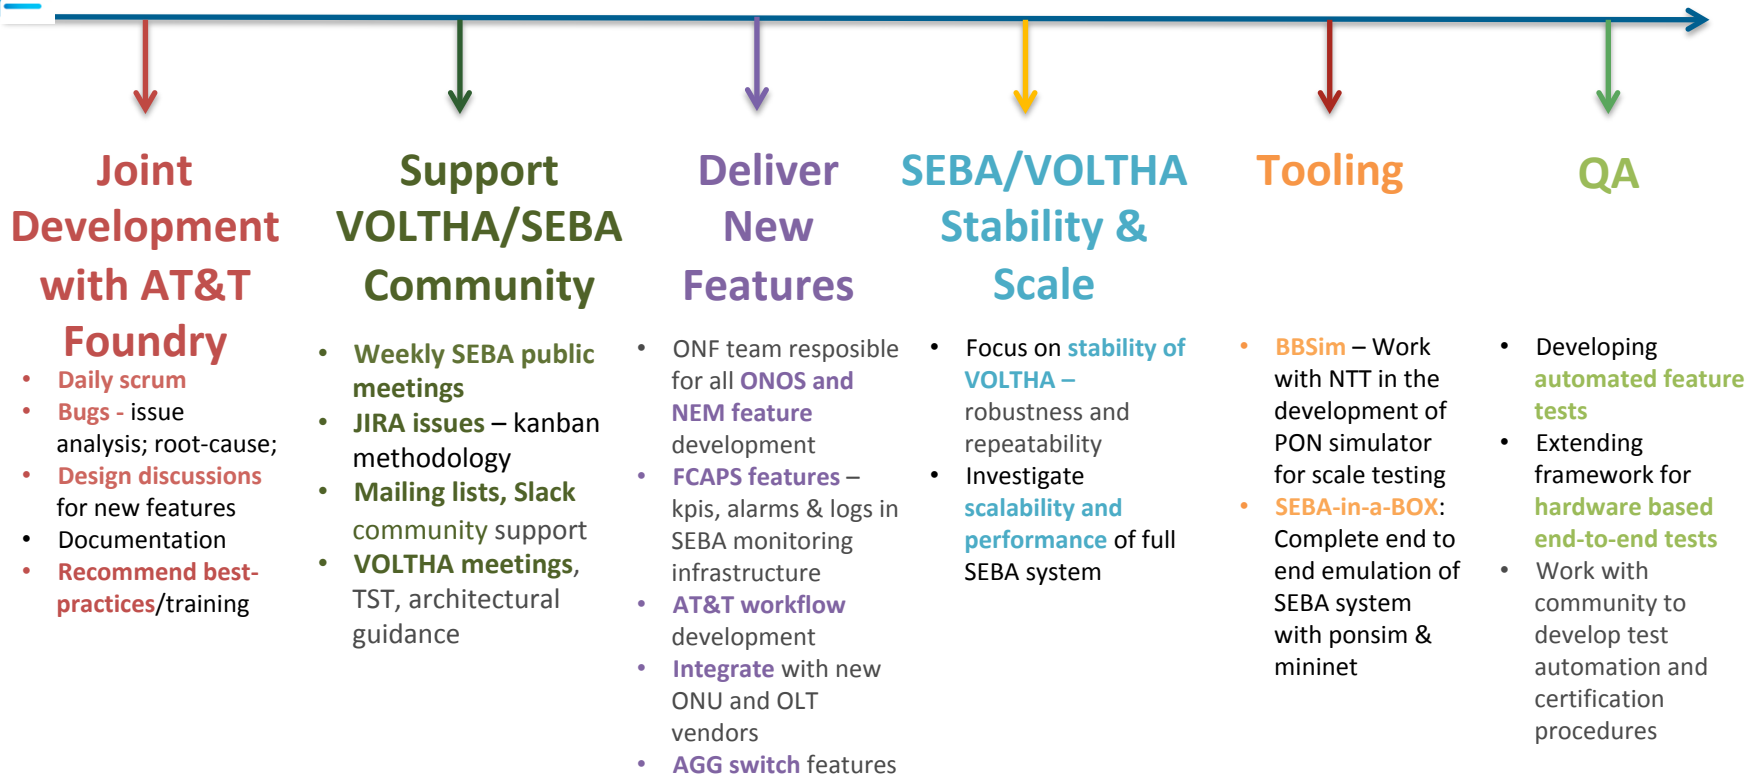 Joint
Development
with AT&T
Foundry
• Daily scrum
• Bugs - issue
analysis; root-cause;
• Design discussions
for new features
• Documentation
• Recommend best-
practices/training
Support
VOLTHA/SEBA
Community
• Weekly SEBA public
meetings
• JIRA issues – kanban
methodology
• Mailing lists, Slack
community support
• VOLTHA meetings,
TST, architectural
guidance
Deliver
New
Features
• ONF team resposible
for all ONOS and
NEM feature
development
• FCAPS features –
kpis, alarms & logs in
SEBA monitoring
infrastructure
• AT&T workflow
development
• Integrate with new
ONU and OLT
vendors
• AGG switch features
SEBA/VOLTHA
Stability &
Scale
• Focus on stability of
VOLTHA –
robustness and
repeatability
• Investigate
scalability and
performance of full
SEBA system
Tooling
• BBSim – Work
with NTT in the
development of
PON simulator
for scale testing
• SEBA-in-a-BOX:
Complete end to
end emulation of
SEBA system
with ponsim &
mininet
QA
• Developing
automated feature
tests
• Extending
framework for
hardware based
end-to-end tests
• Work with
community to
develop test
automation and
certification
procedures